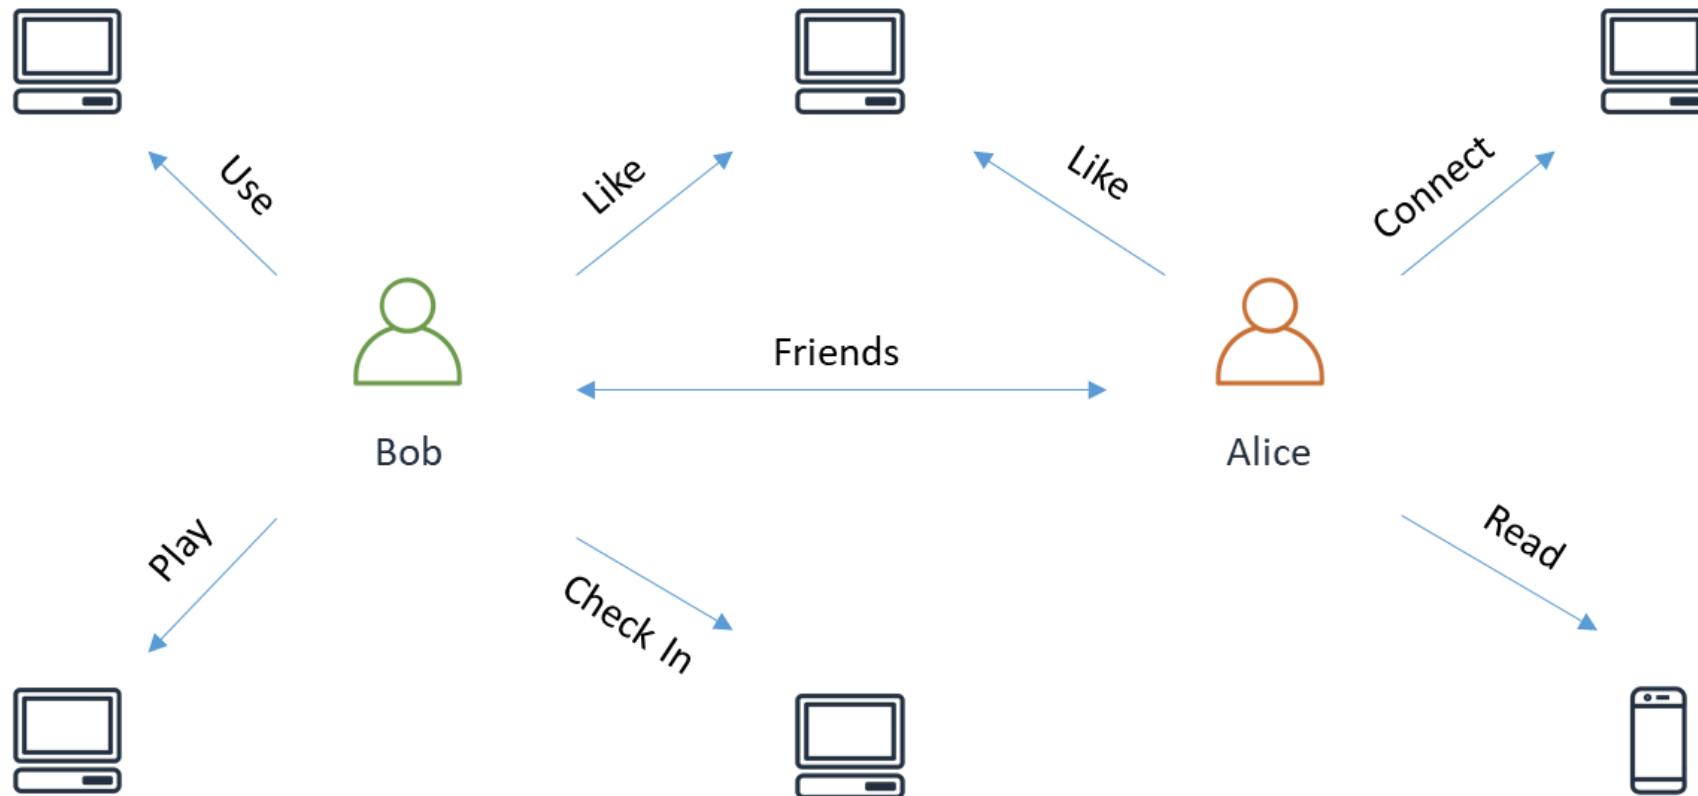 Use
Like
Like
Connect
Friends
Bob
Alice
Play
Check In
Read